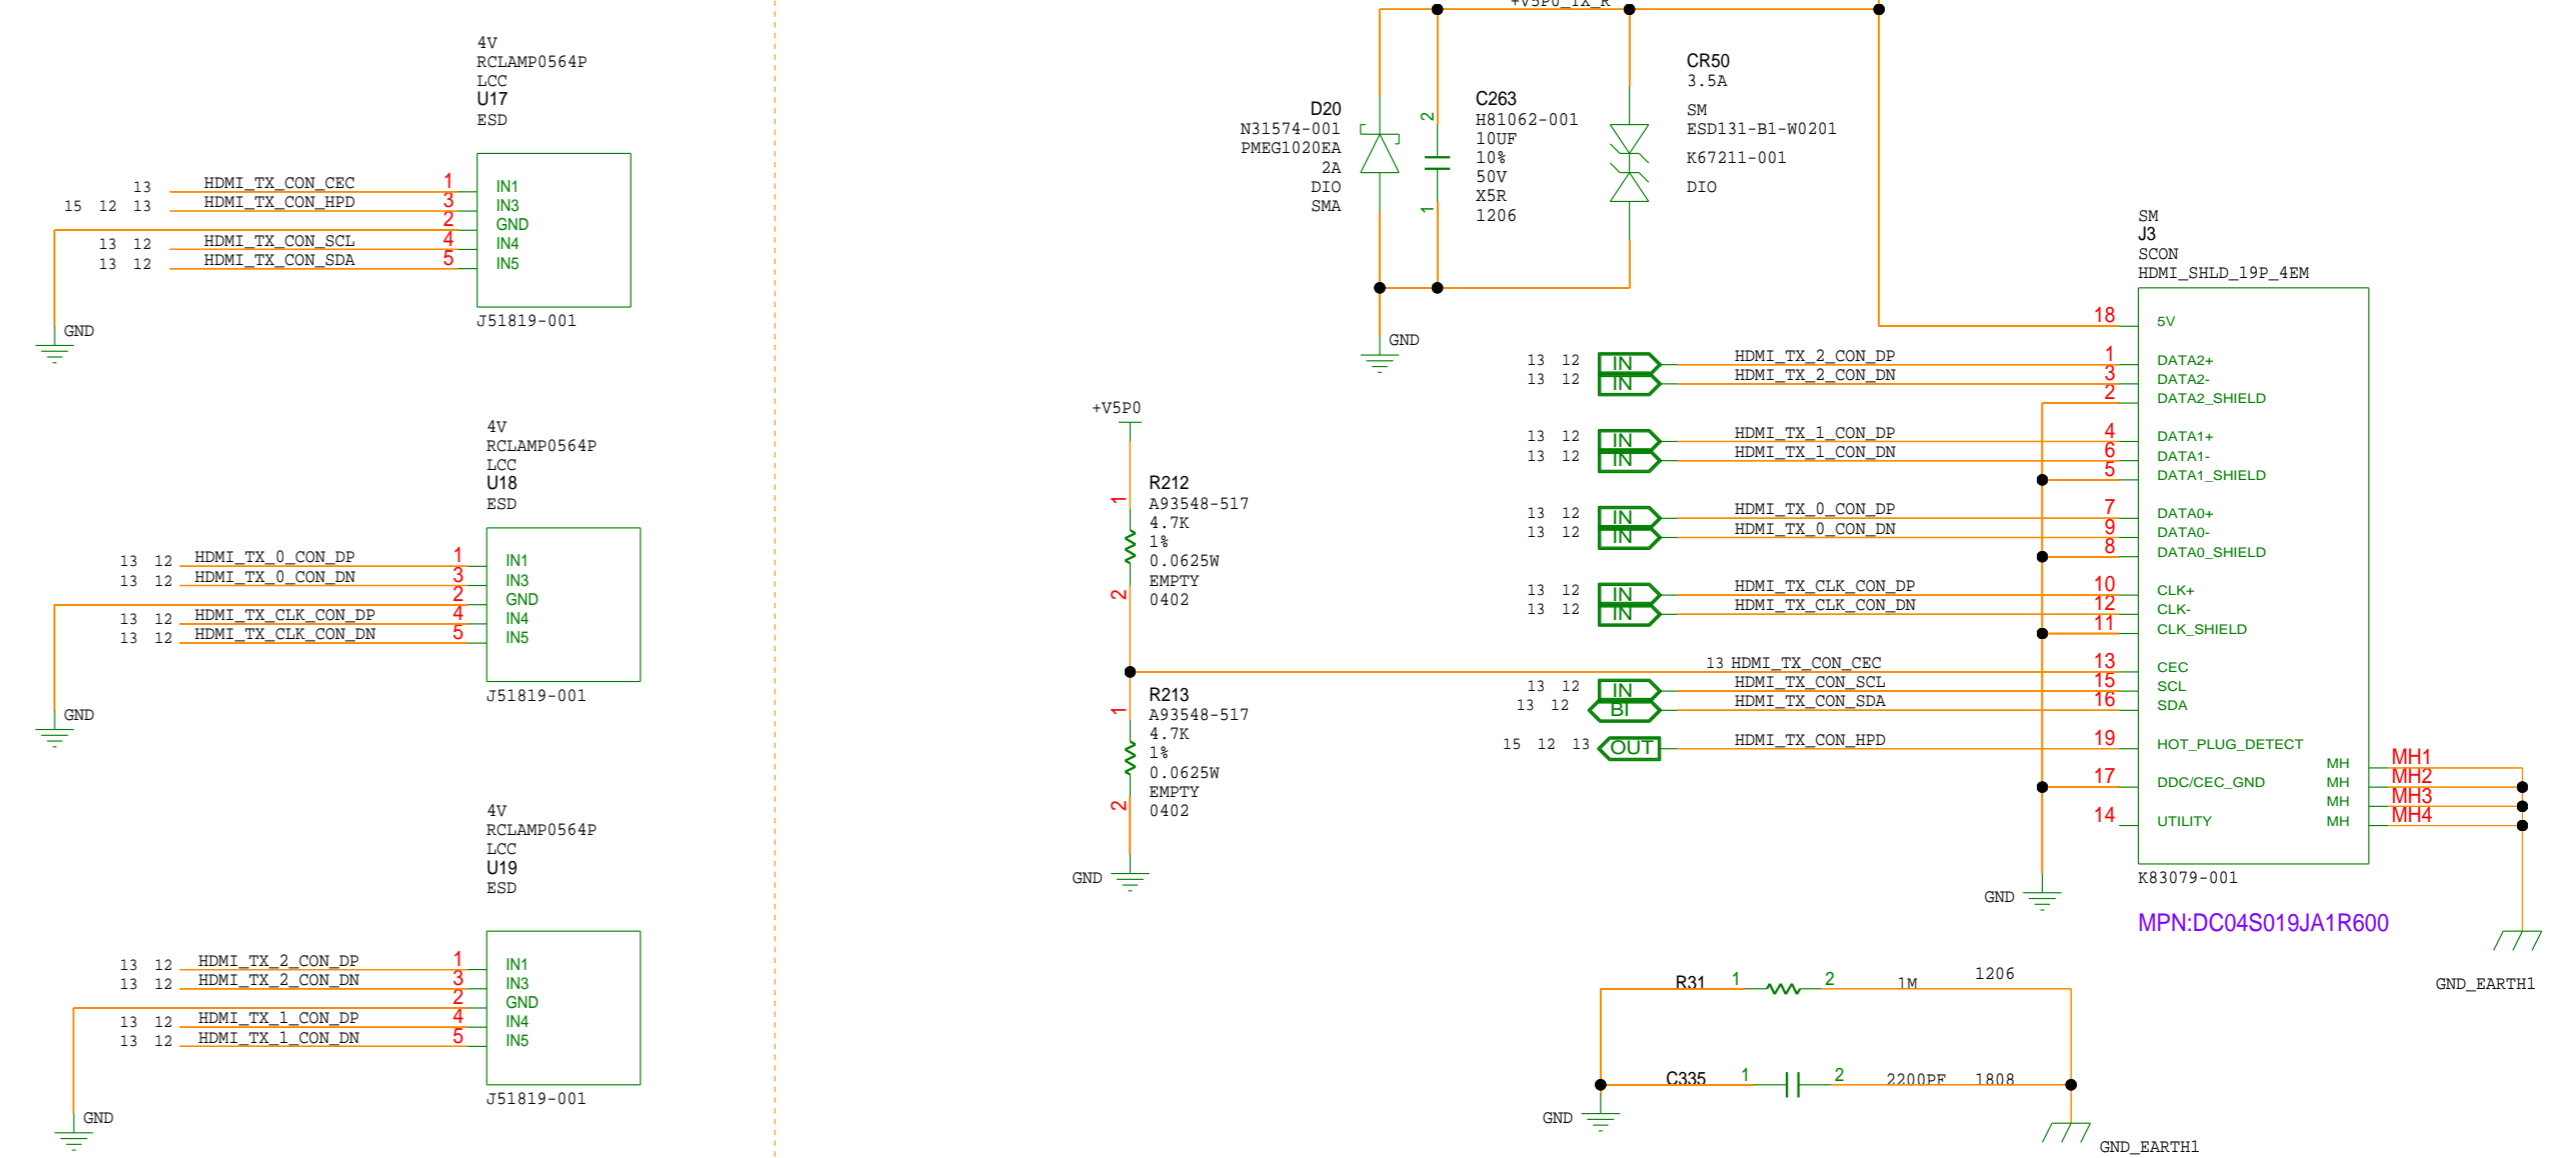 4V
RCLAMP0564P
LCC
U17
ESD
13 HDMI_TX_CON_CEC 1 IN1
15 12 13 HDMI_TX_CON_HPD 3 IN3
2 GND
13 12 HDMI_TX_CON_SCL 4 IN4
13 12 HDMI_TX_CON_SDA 5 IN5
J51819-001
GND
4V
RCLAMP0564P
LCC
U18
ESD
13 12 HDMI_TX_0_CON_DP 1 IN1
13 12 HDMI_TX_0_CON_DN 3 IN3
2 GND
13 12 HDMI_TX_CLK_CON_DP 4 IN4
13 12 HDMI_TX_CLK_CON_DN 5 IN5
J51819-001
GND
4V
RCLAMP0564P
LCC
U19
ESD
13 12 HDMI_TX_2_CON_DP 1 IN1
13 12 HDMI_TX_2_CON_DN 3 IN3
2 GND
13 12 HDMI_TX_1_CON_DP 4 IN4
13 12 HDMI_TX_1_CON_DN 5 IN5
J51819-001
GND
+V5P0_TX_R
D20
N31574-001
PMEG1020EA
2A
DIO
SMA
2
1
C263
H81062-001
10UF
10%
50V
X5R
1206
CR50
3.5A
SM
ESD131-B1-W0201
K67211-001
DIO
GND
+V5P0
1
2
R212
A93548-517
4.7K
1%
0.0625W
EMPTY
0402
1
2
R213
A93548-517
4.7K
1%
0.0625W
EMPTY
0402
GND
SM
J3
SCON
HDMI_SHLD_19P_4EM
18 5V
13 12 IN HDMI_TX_2_CON_DP 1 DATA2+
13 12 IN HDMI_TX_2_CON_DN 3 DATA2-
2 DATA2_SHIELD
13 12 IN HDMI_TX_1_CON_DP 4 DATA1+
13 12 IN HDMI_TX_1_CON_DN 6 DATA1-
5 DATA1_SHIELD
13 12 IN HDMI_TX_0_CON_DP 7 DATA0+
13 12 IN HDMI_TX_0_CON_DN 9 DATA0-
8 DATA0_SHIELD
13 12 IN HDMI_TX_CLK_CON_DP 10 CLK+
13 12 IN HDMI_TX_CLK_CON_DN 12 CLK-
11 CLK_SHIELD
13 HDMI_TX_CON_CEC 13 CEC
13 12 IN HDMI_TX_CON_SCL 15 SCL
13 12 BI HDMI_TX_CON_SDA 16 SDA
15 12 13 OUT HDMI_TX_CON_HPD 19 HOT_PLUG_DETECT
MH MH1
17 DDC/CEC_GND MH MH2
MH MH3
14 UTILITY MH MH4
K83079-001
GND
MPN:DC04S019JA1R600
GND_EARTH1
R31 1 2 1M 1206
C335 1 2 2200PF 1808
GND
GND_EARTH1